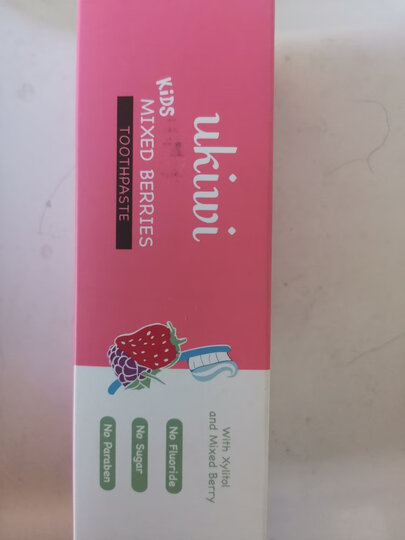 ukiwi
KiDS
MIXED BERRIES
TOOTHPASTE
With Xylitol
and Mixed Berry
No Fluoride
No Sugar
No Paraben